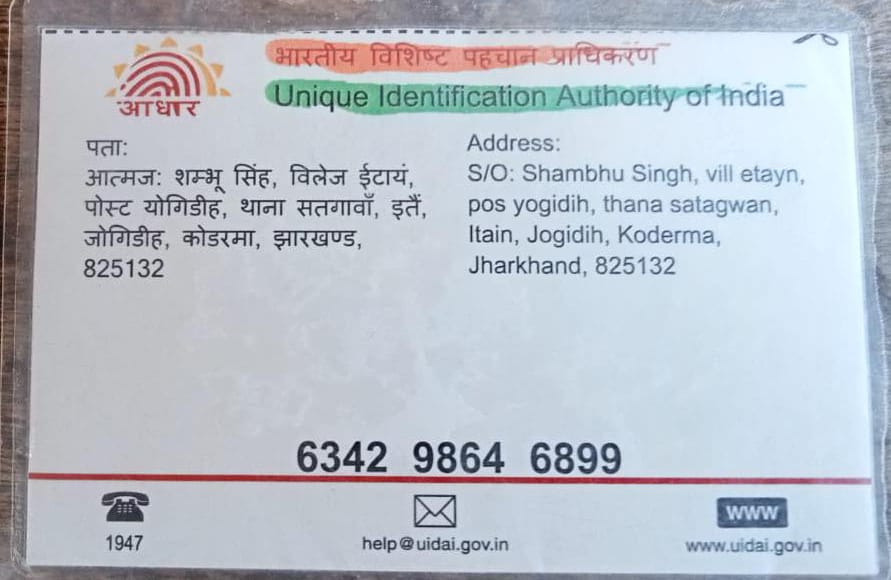 भारतीय विशिष्ट पहचान प्राधिकरण
Unique Identification Authority of India
आधार
पता:
आत्मज: शम्भू सिंह, विलेज ईटायं,
पोस्ट योगिडीह, थाना सतगावाँ, इतैं,
जोगिडीह, कोडरमा, झारखण्ड,
825132
Address:
S/O: Shambhu Singh, vill etayn,
pos yogidih, thana satagwan,
Itain, Jogidih, Koderma,
Jharkhand, 825132
6342 9864 6899
1947
help@uidai.gov.in
www
www.uidai.gov.in